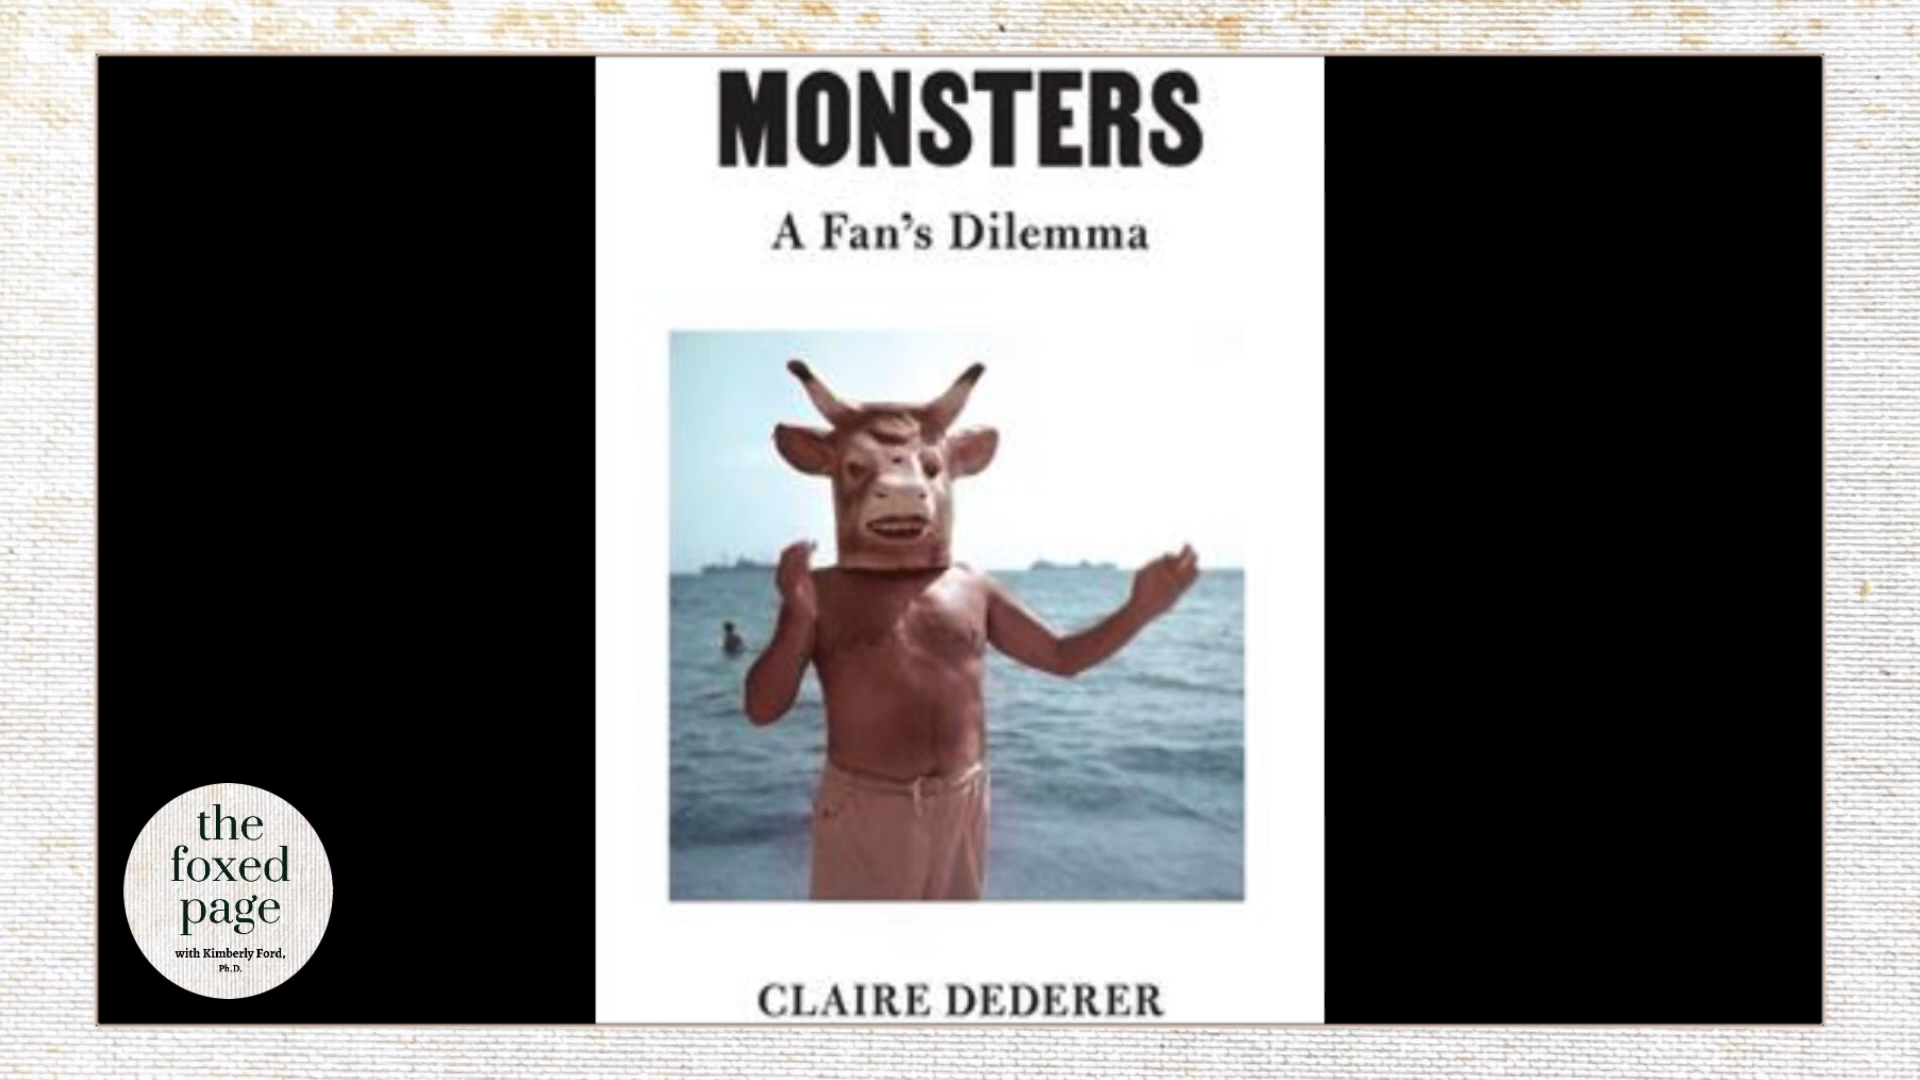 MONSTERS
A Fan's Dilemma
CLAIRE DEDERER
the
foxed
page
with Kimberly Ford,
Ph.D.